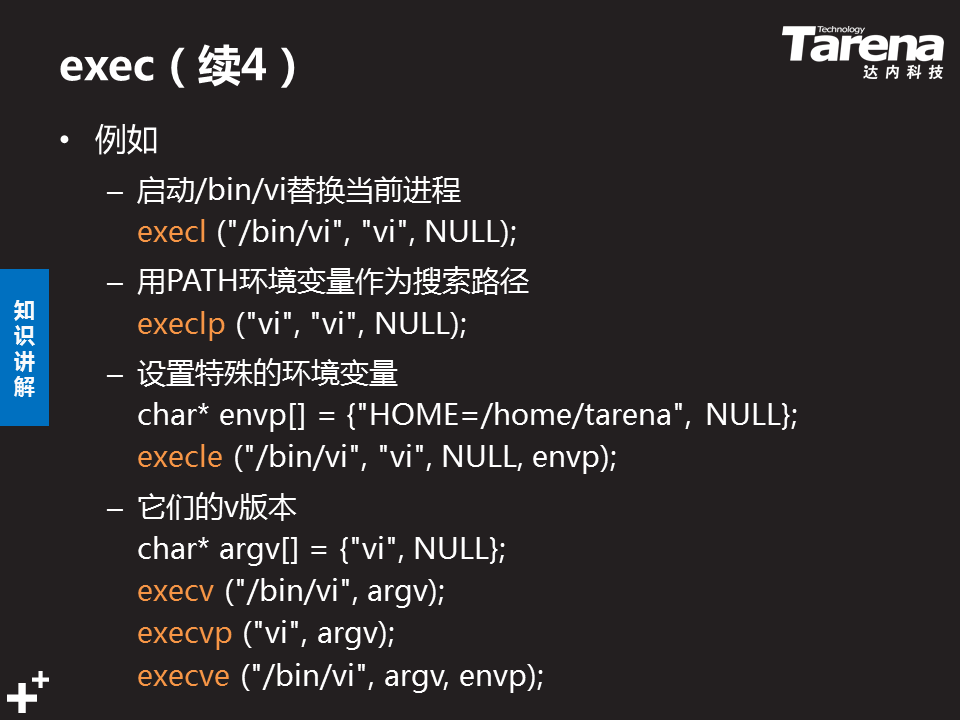 exec（续4）
Technology
Tarena
达内科技
• 例如
– 启动/bin/vi替换当前进程
execl ("/bin/vi", "vi", NULL);
– 用PATH环境变量作为搜索路径
execlp ("vi", "vi", NULL);
– 设置特殊的环境变量
char* envp[] = {"HOME=/home/tarena", NULL};
execle ("/bin/vi", "vi", NULL, envp);
– 它们的v版本
char* argv[] = {"vi", NULL};
execv ("/bin/vi", argv);
execvp ("vi", argv);
execve ("/bin/vi", argv, envp);
知
识
讲
解